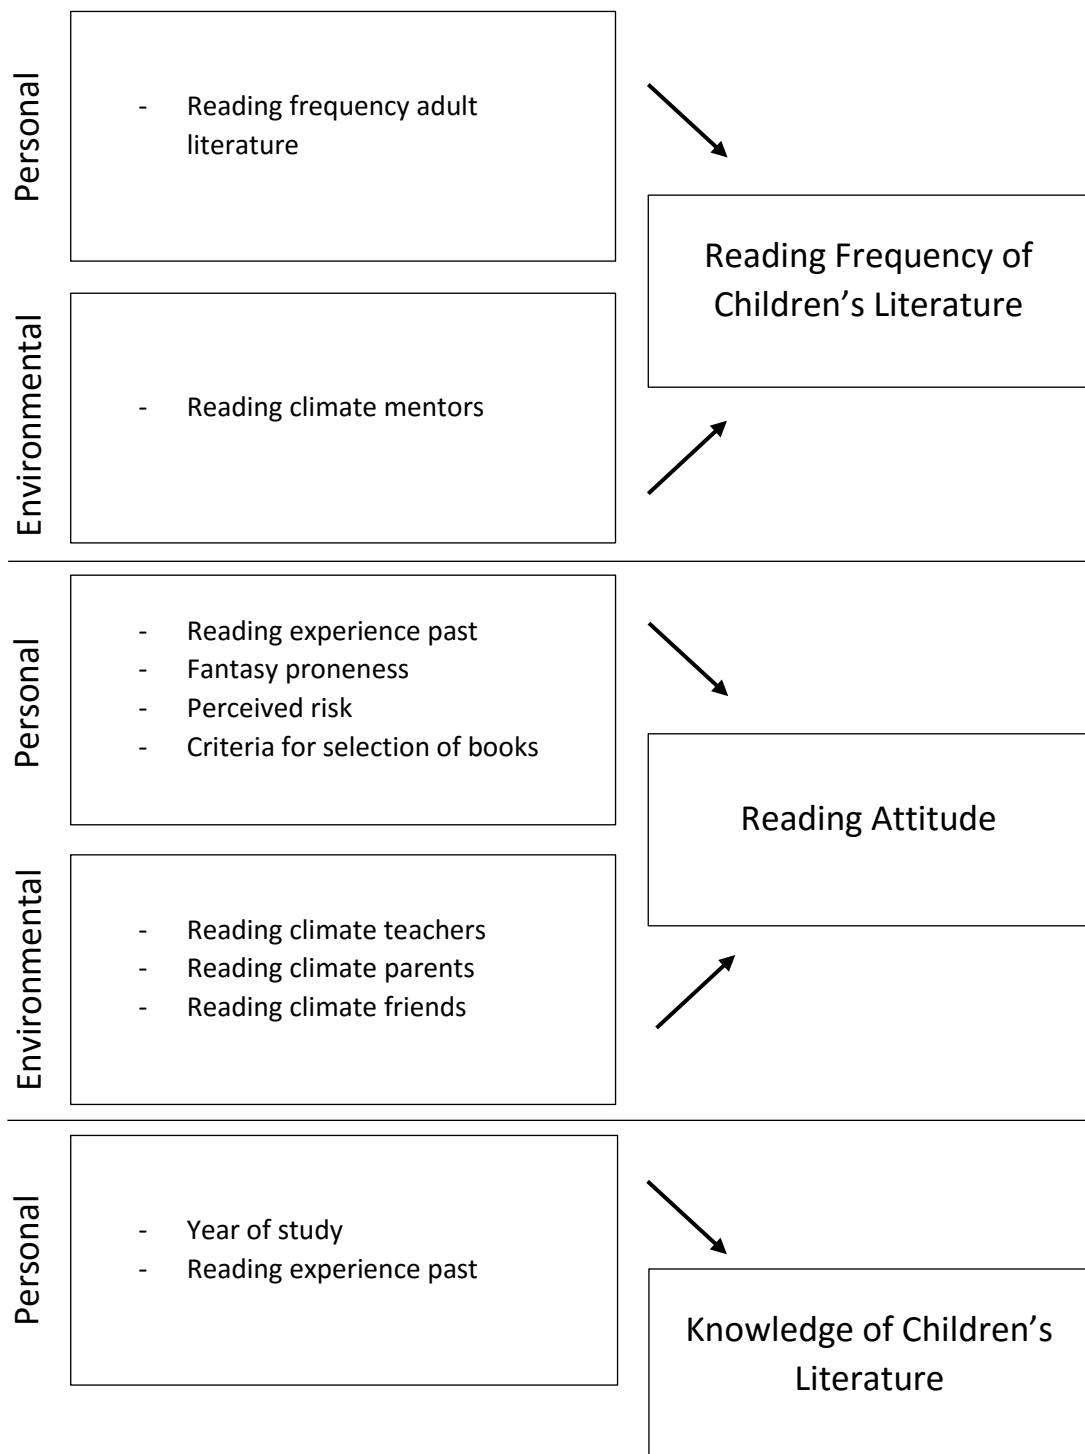 Personal
- Reading frequency adult
literature
Reading Frequency of
Children’s Literature
Environmental
- Reading climate mentors
Personal
- Reading experience past
- Fantasy proneness
- Perceived risk
- Criteria for selection of books
Reading Attitude
Environmental
- Reading climate teachers
- Reading climate parents
- Reading climate friends
Personal
- Year of study
- Reading experience past
Knowledge of Children’s
Literature